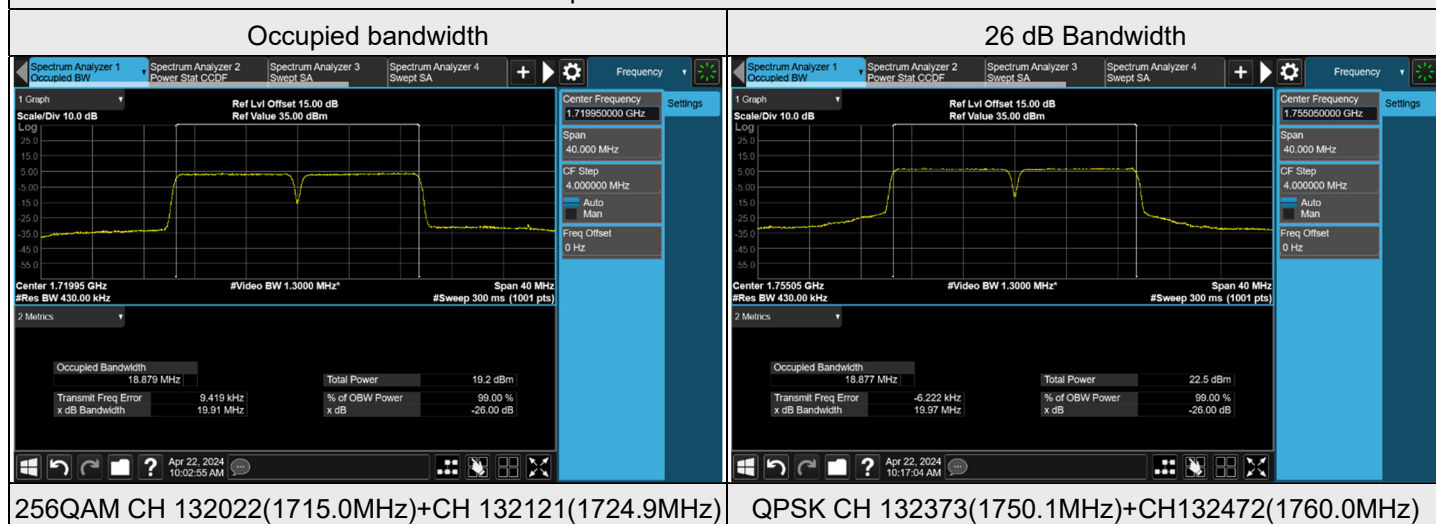 Occupied bandwidth
26 dB Bandwidth
Spectrum Analyzer 1
Occupied BW
Spectrum Analyzer 2
Power Stat CCDF
Spectrum Analyzer 3
Swept SA
Spectrum Analyzer 4
Swept SA
+
Frequency
1 Graph
Scale/Div 10.0 dB
Log
Ref Lvl Offset 15.00 dB
Ref Value 35.00 dBm
25.0
15.0
5.00
-5.00
-15.0
-25.0
-35.0
-45.0
-55.0
Center 1.71995 GHz
#Res BW 430.00 kHz
#Video BW 1.3000 MHz*
Span 40 MHz
#Sweep 300 ms (1001 pts)
Center Frequency
1.719950000 GHz
Settings
Span
40.000 MHz
CF Step
4.000000 MHz
Auto
Man
Freq Offset
0 Hz
2 Metrics
Occupied Bandwidth
18.879 MHz
Total Power 19.2 dBm
Transmit Freq Error 9.419 kHz
% of OBW Power 99.00 %
x dB Bandwidth 19.91 MHz
x dB -26.00 dB
?
Apr 22, 2024
10:02:55 AM
256QAM CH 132022(1715.0MHz)+CH 132121(1724.9MHz)
Spectrum Analyzer 1
Occupied BW
Spectrum Analyzer 2
Power Stat CCDF
Spectrum Analyzer 3
Swept SA
Spectrum Analyzer 4
Swept SA
+
Frequency
1 Graph
Scale/Div 10.0 dB
Log
Ref Lvl Offset 15.00 dB
Ref Value 35.00 dBm
25.0
15.0
5.00
-5.00
-15.0
-25.0
-35.0
-45.0
-55.0
Center 1.75505 GHz
#Res BW 430.00 kHz
#Video BW 1.3000 MHz*
Span 40 MHz
#Sweep 300 ms (1001 pts)
Center Frequency
1.755050000 GHz
Settings
Span
40.000 MHz
CF Step
4.000000 MHz
Auto
Man
Freq Offset
0 Hz
2 Metrics
Occupied Bandwidth
18.877 MHz
Total Power 22.5 dBm
Transmit Freq Error -6.222 kHz
% of OBW Power 99.00 %
x dB Bandwidth 19.97 MHz
x dB -26.00 dB
?
Apr 22, 2024
10:17:04 AM
QPSK CH 132373(1750.1MHz)+CH132472(1760.0MHz)